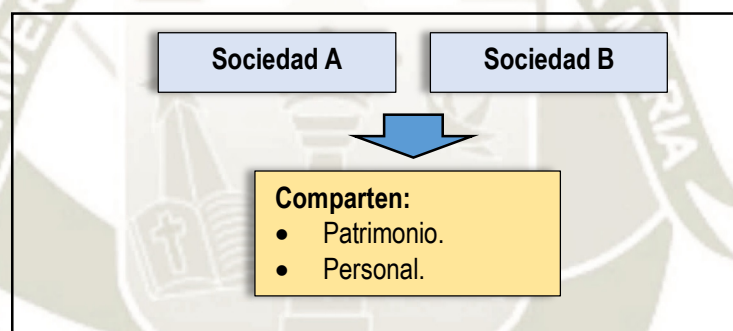 Sociedad A
Sociedad B
Comparten:
• Patrimonio.
• Personal.